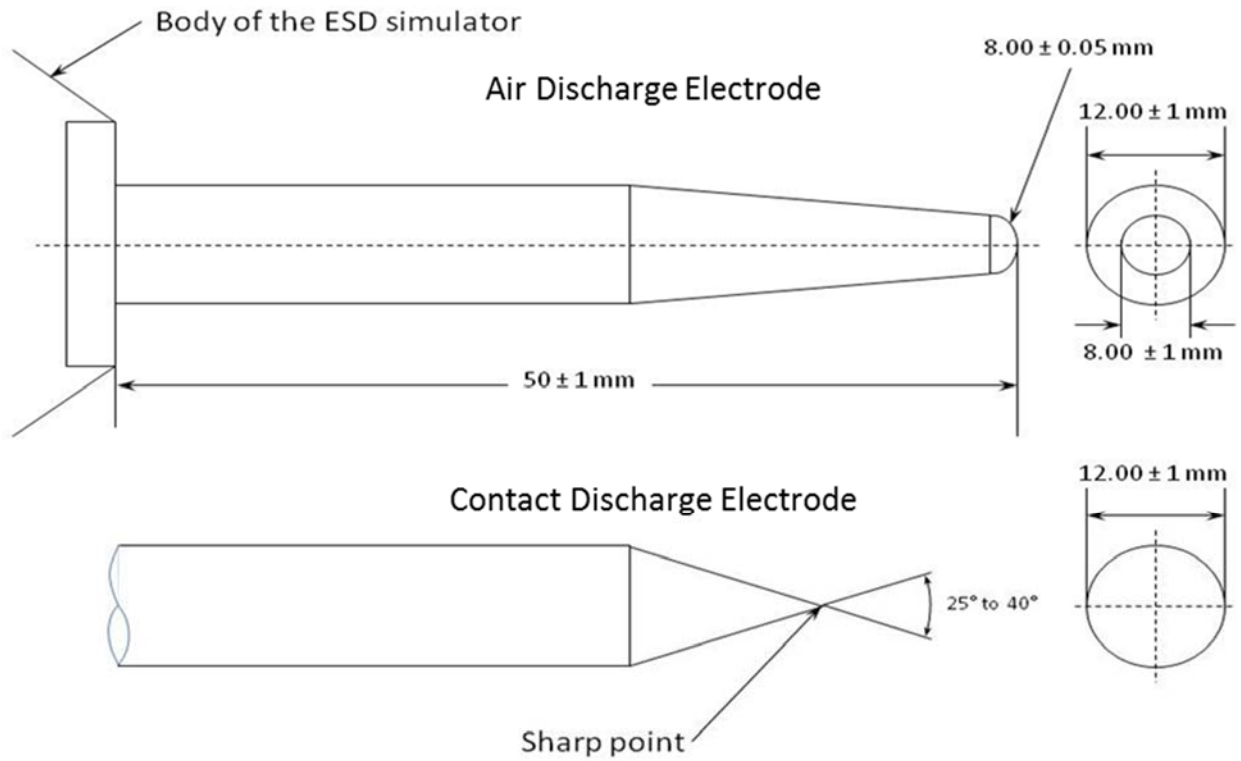 Body of the ESD simulator
8.00 ± 0.05 mm
Air Discharge Electrode
12.00 ± 1 mm
8.00 ± 1 mm
50 ± 1 mm
12.00 ± 1 mm
Contact Discharge Electrode
25° to 40°
Sharp point